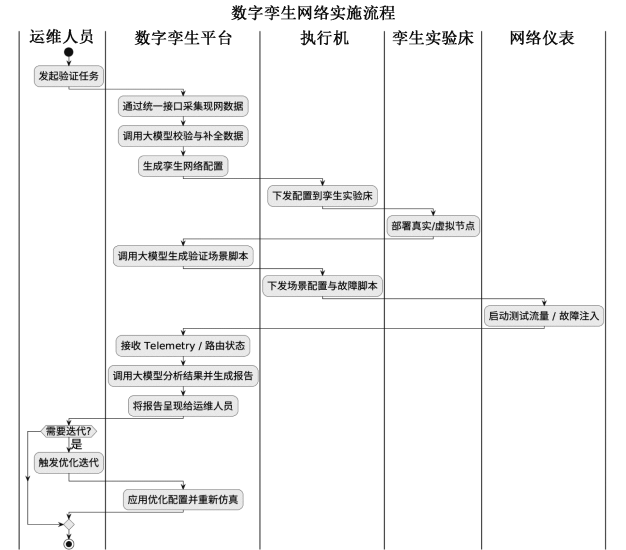 数字孪生网络实施流程
运维人员 数字孪生平台 执行机 孪生实验床 网络仪表
发起验证任务
通过统一接口采集现网数据
调用大模型校验与补全数据
生成孪生网络配置
下发配置到孪生实验床
部署真实/虚拟节点
调用大模型生成验证场景脚本
下发场景配置与故障脚本
启动测试流量 / 故障注入
接收 Telemetry / 路由状态
调用大模型分析结果并生成报告
将报告呈现给运维人员
需要迭代?
是
触发优化迭代
应用优化配置并重新仿真